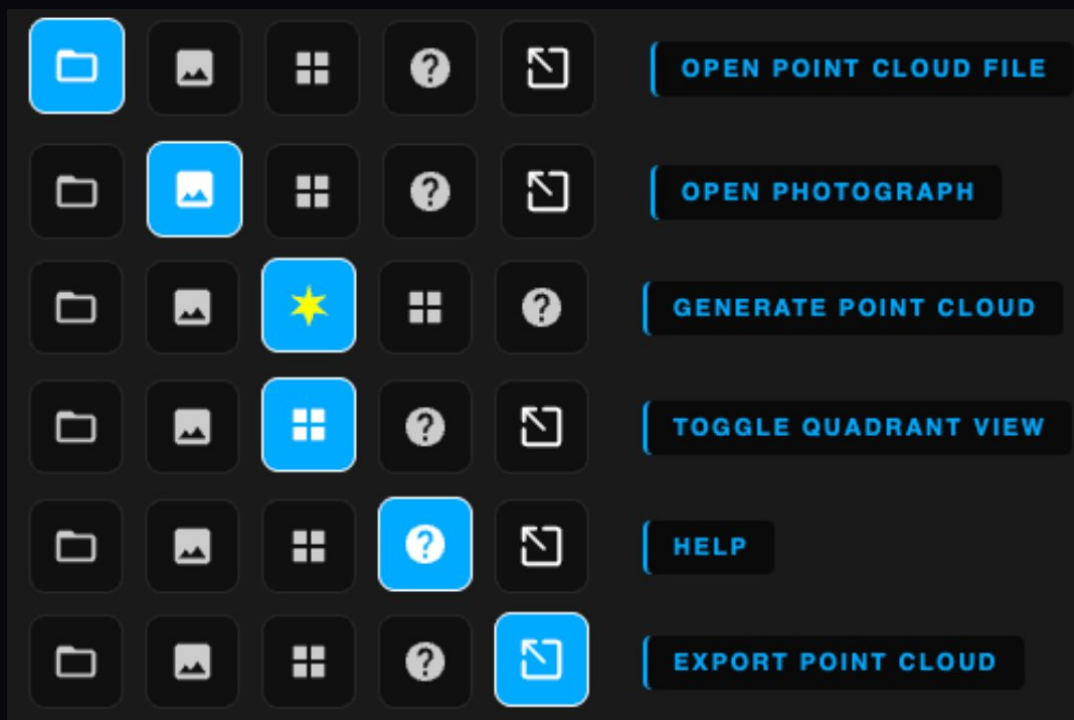 OPEN POINT CLOUD FILE
OPEN PHOTOGRAPH
GENERATE POINT CLOUD
TOGGLE QUADRANT VIEW
HELP
EXPORT POINT CLOUD